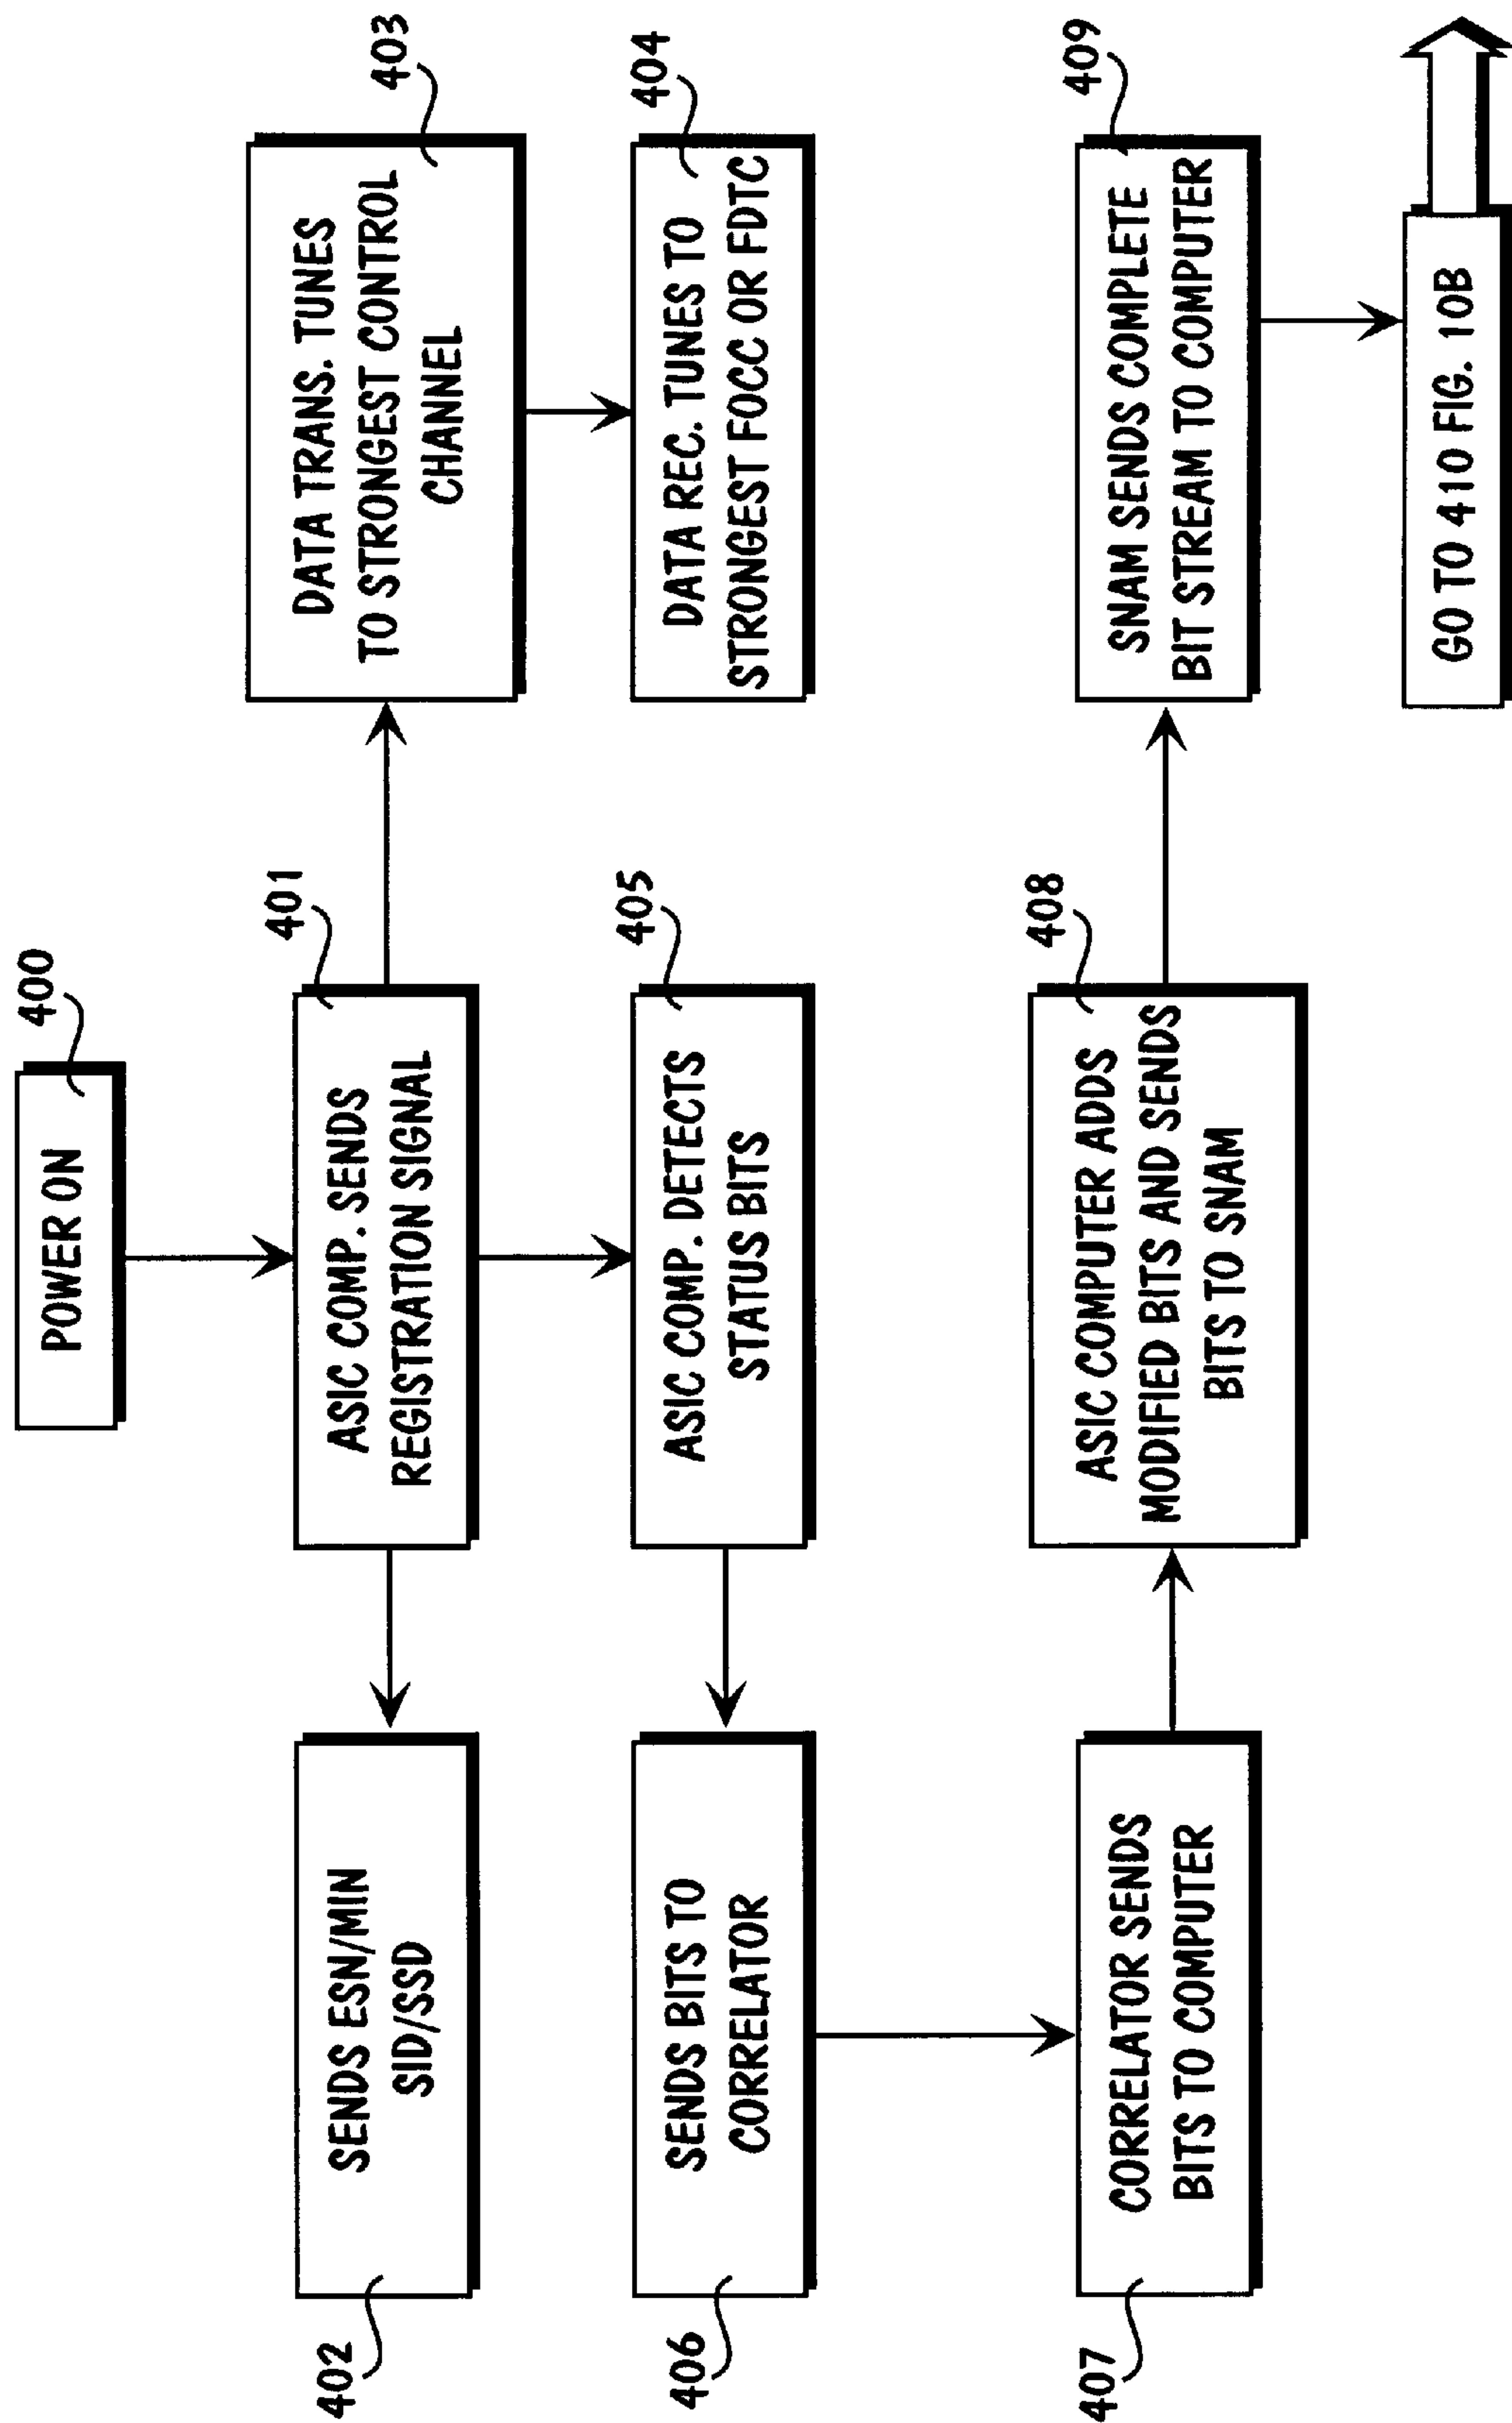 400
POWER ON
402
SENDS ESN/MIN
SID/SSD
401
ASIC COMP. SENDS
REGISTRATION SIGNAL
403
DATA TRANS. TUNES
TO STRONGEST CONTROL
CHANNEL
406
SENDS BITS TO
CORRELATOR
405
ASIC COMP. DETECTS
STATUS BITS
404
DATA REC. TUNES TO
STRONGEST FOCC OR FDTC
407
CORRELATOR SENDS
BITS TO COMPUTER
408
ASIC COMPUTER ADDS
MODIFIED BITS AND SENDS
BITS TO SNAM
409
SNAM SENDS COMPLETE
BIT STREAM TO COMPUTER
GO TO 410 FIG. 10B